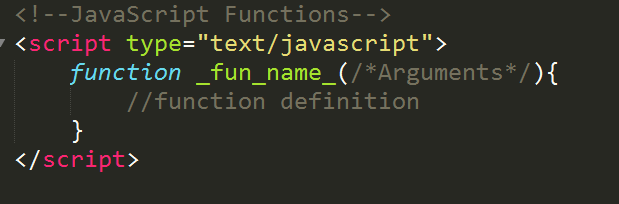 <!--JavaScript Functions-->
<script type="text/javascript">
function _fun_name_(/*Arguments*/){
//function definition
}
</script>